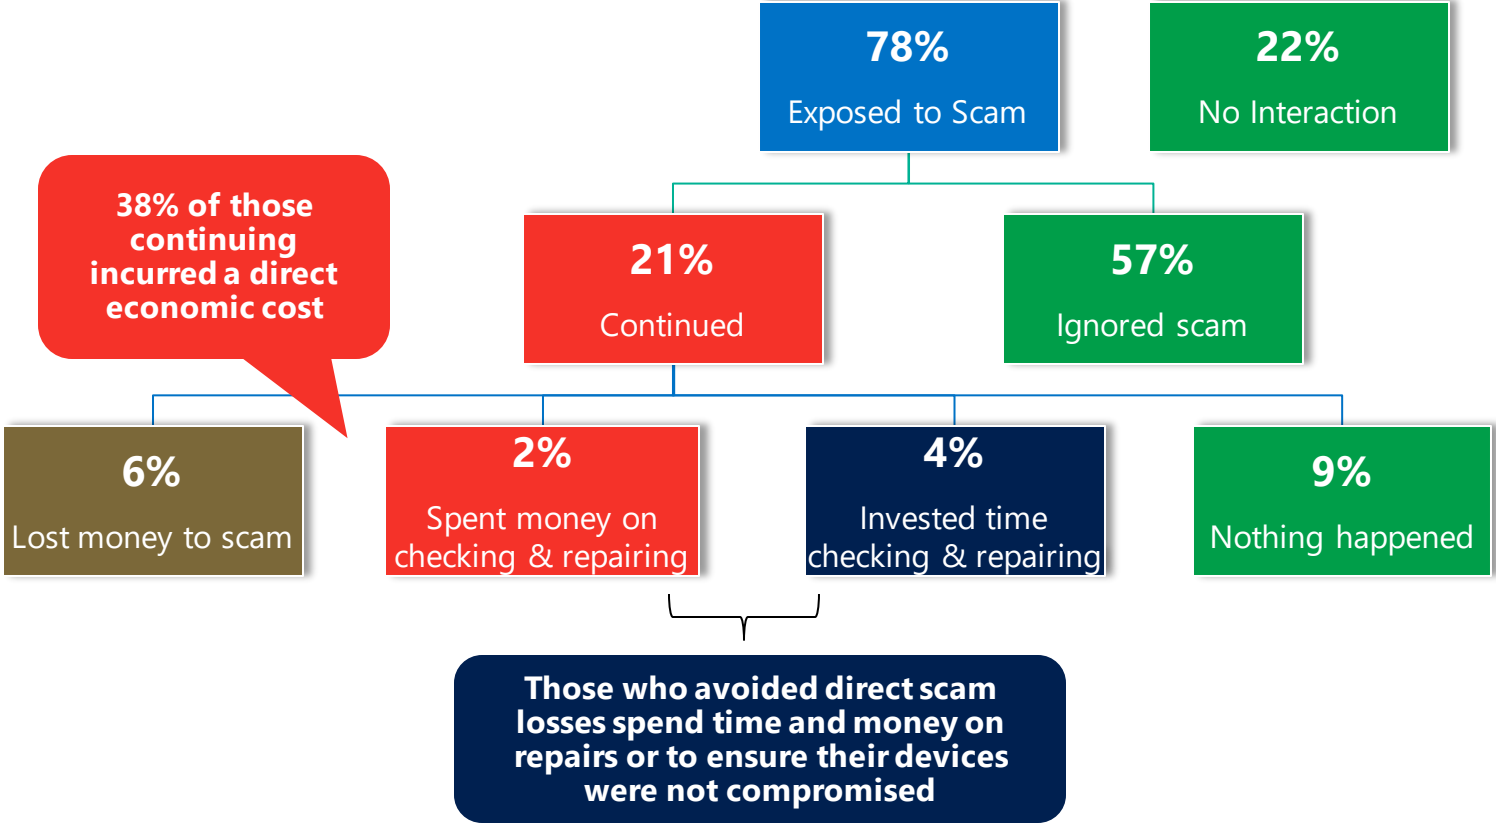 78%
Exposed to Scam
22%
No Interaction
38% of those
continuing
incurred a direct
economic cost
21%
Continued
57%
Ignored scam
6%
Lost money to scam
2%
Spent money on
checking & repairing
4%
Invested time
checking & repairing
9%
Nothing happened
Those who avoided direct scam
losses spend time and money on
repairs or to ensure their devices
were not compromised